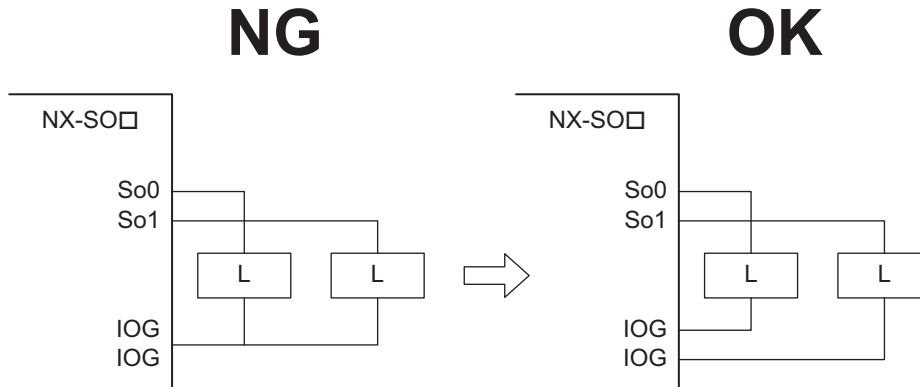 NG
NX-SO□
So0
So1
L L
IOG
IOG
OK
NX-SO□
So0
So1
L L
IOG
IOG